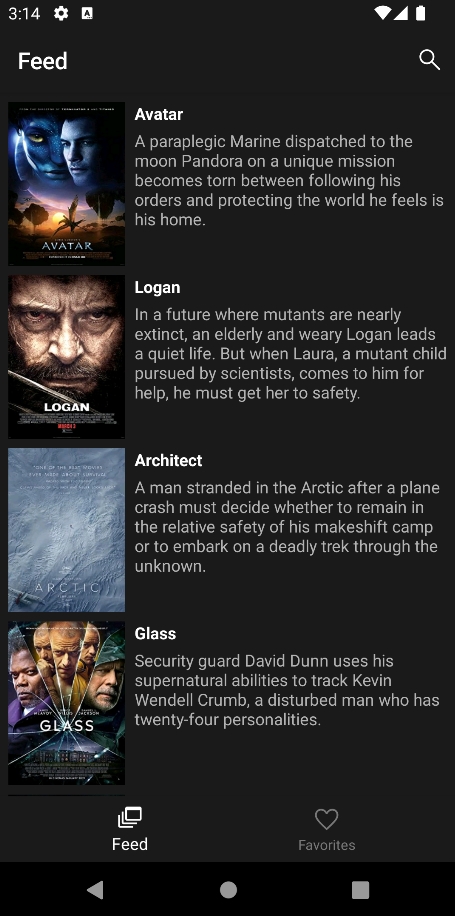 3:14
Feed
Avatar
A paraplegic Marine dispatched to the
moon Pandora on a unique mission
becomes torn between following his
orders and protecting the world he feels is
his home.
AVATAR
Logan
In a future where mutants are nearly
extinct, an elderly and weary Logan leads
a quiet life. But when Laura, a mutant child
pursued by scientists, comes to him for
help, he must get her to safety.
LOGAN
MARCH 3
Architect
A man stranded in the Arctic after a plane
crash must decide whether to remain in
the relative safety of his makeshift camp
or to embark on a deadly trek through the
unknown.
ARCTIC
Glass
Security guard David Dunn uses his
supernatural abilities to track Kevin
Wendell Crumb, a disturbed man who has
twenty-four personalities.
McAVOY WILLIS JACKSON
GLASS
Feed
Favorites